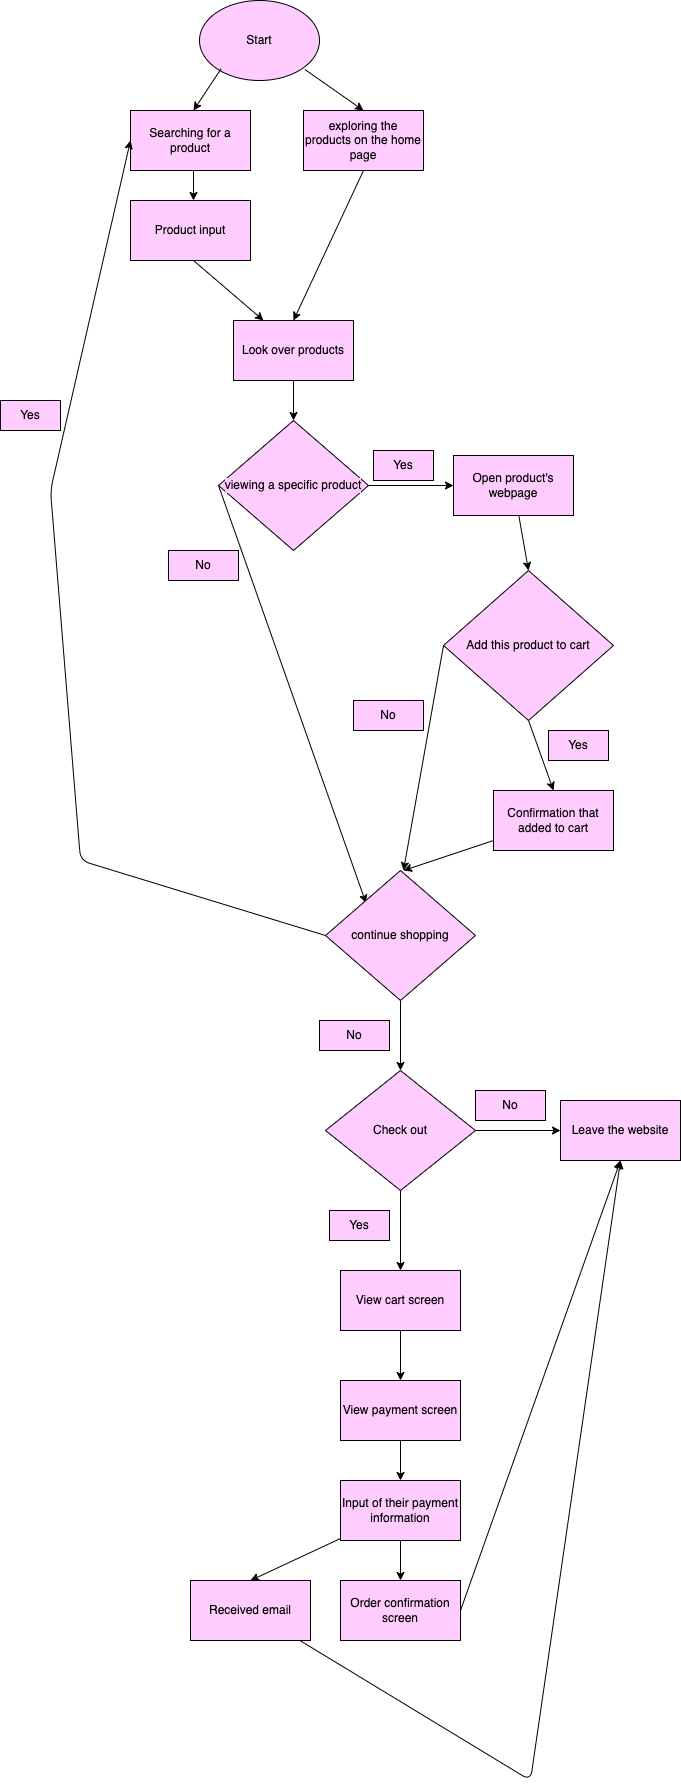 Start
Searching for a
product
exploring the
products on the home
page
Product input
Look over products
Yes
viewing a specific product
Yes
Open product's
webpage
No
Add this product to cart
No
Yes
Confirmation that
added to cart
continue shopping
No
Check out
No
Leave the website
Yes
View cart screen
View payment screen
Input of their payment
information
Received email
Order confirmation
screen